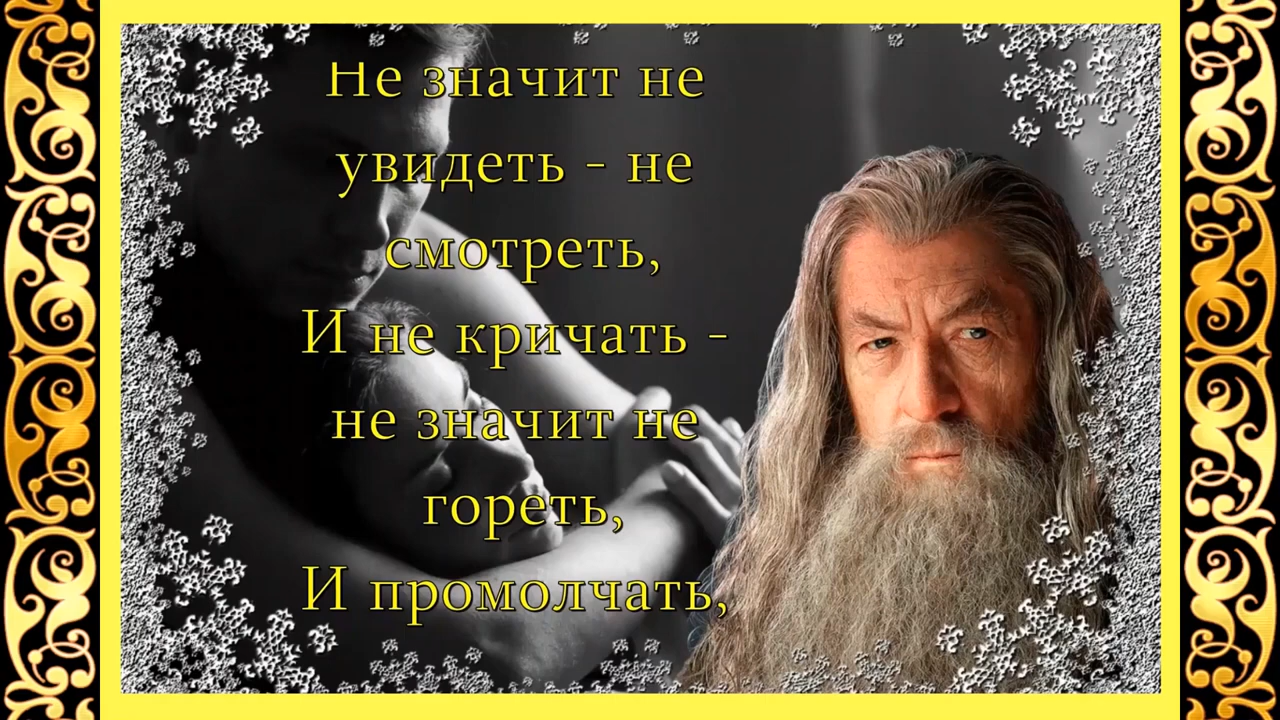 Не значит не
увидеть - не
смотреть,
И не кричать -
не значит не
гореть,
И промолчать,